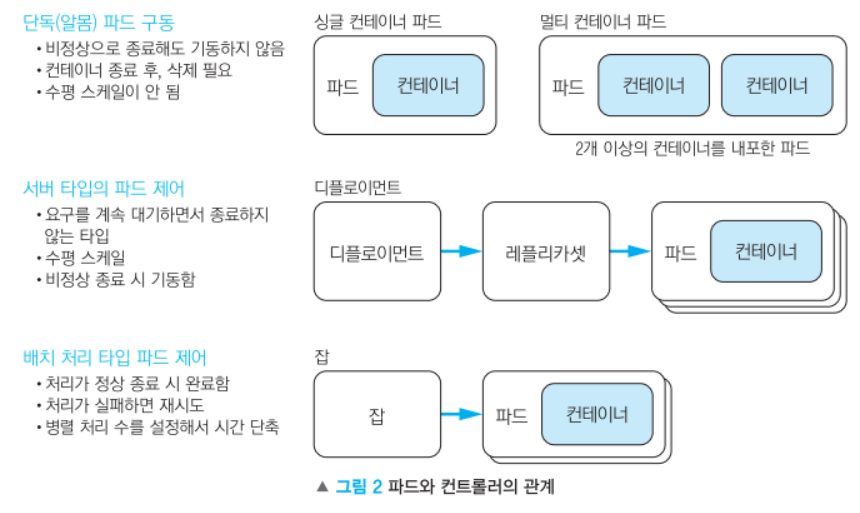 단독(알몸) 파드 구동
• 비정상으로 종료해도 기동하지 않음
• 컨테이너 종료 후, 삭제 필요
• 수평 스케일이 안 됨
싱글 컨테이너 파드
파드
컨테이너
멀티 컨테이너 파드
파드
컨테이너
컨테이너
2개 이상의 컨테이너를 내포한 파드
서버 타입의 파드 제어
• 요구를 계속 대기하면서 종료하지
않는 타입
• 수평 스케일
• 비정상 종료 시 기동함
디플로이먼트
디플로이먼트
레플리카셋
파드
컨테이너
배치 처리 타입 파드 제어
• 처리가 정상 종료 시 완료함
• 처리가 실패하면 재시도
• 병렬 처리 수를 설정해서 시간 단축
잡
잡
파드
컨테이너
▲ 그림 2 파드와 컨트롤러의 관계